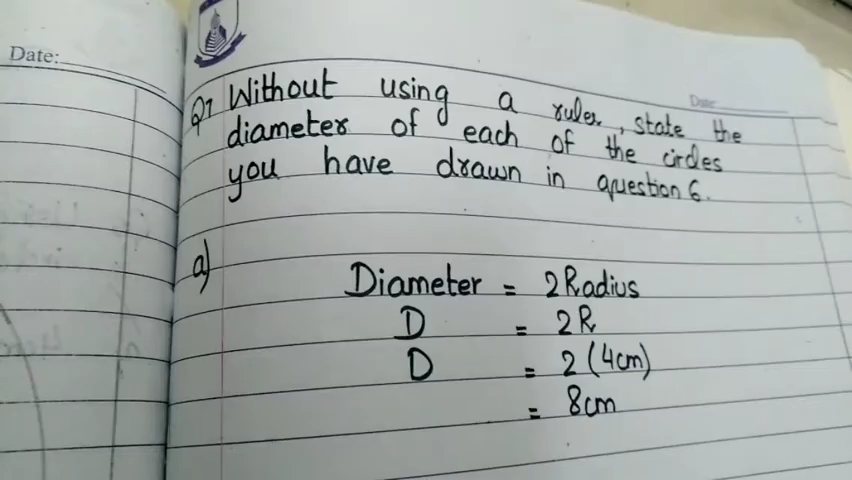 Date:
Date:
Q7 Without using a ruler, state the
diameter of each of the circles
you have drawn in question 6.
a)
Diameter = 2Radius
D = 2R
D = 2(4cm)
= 8cm